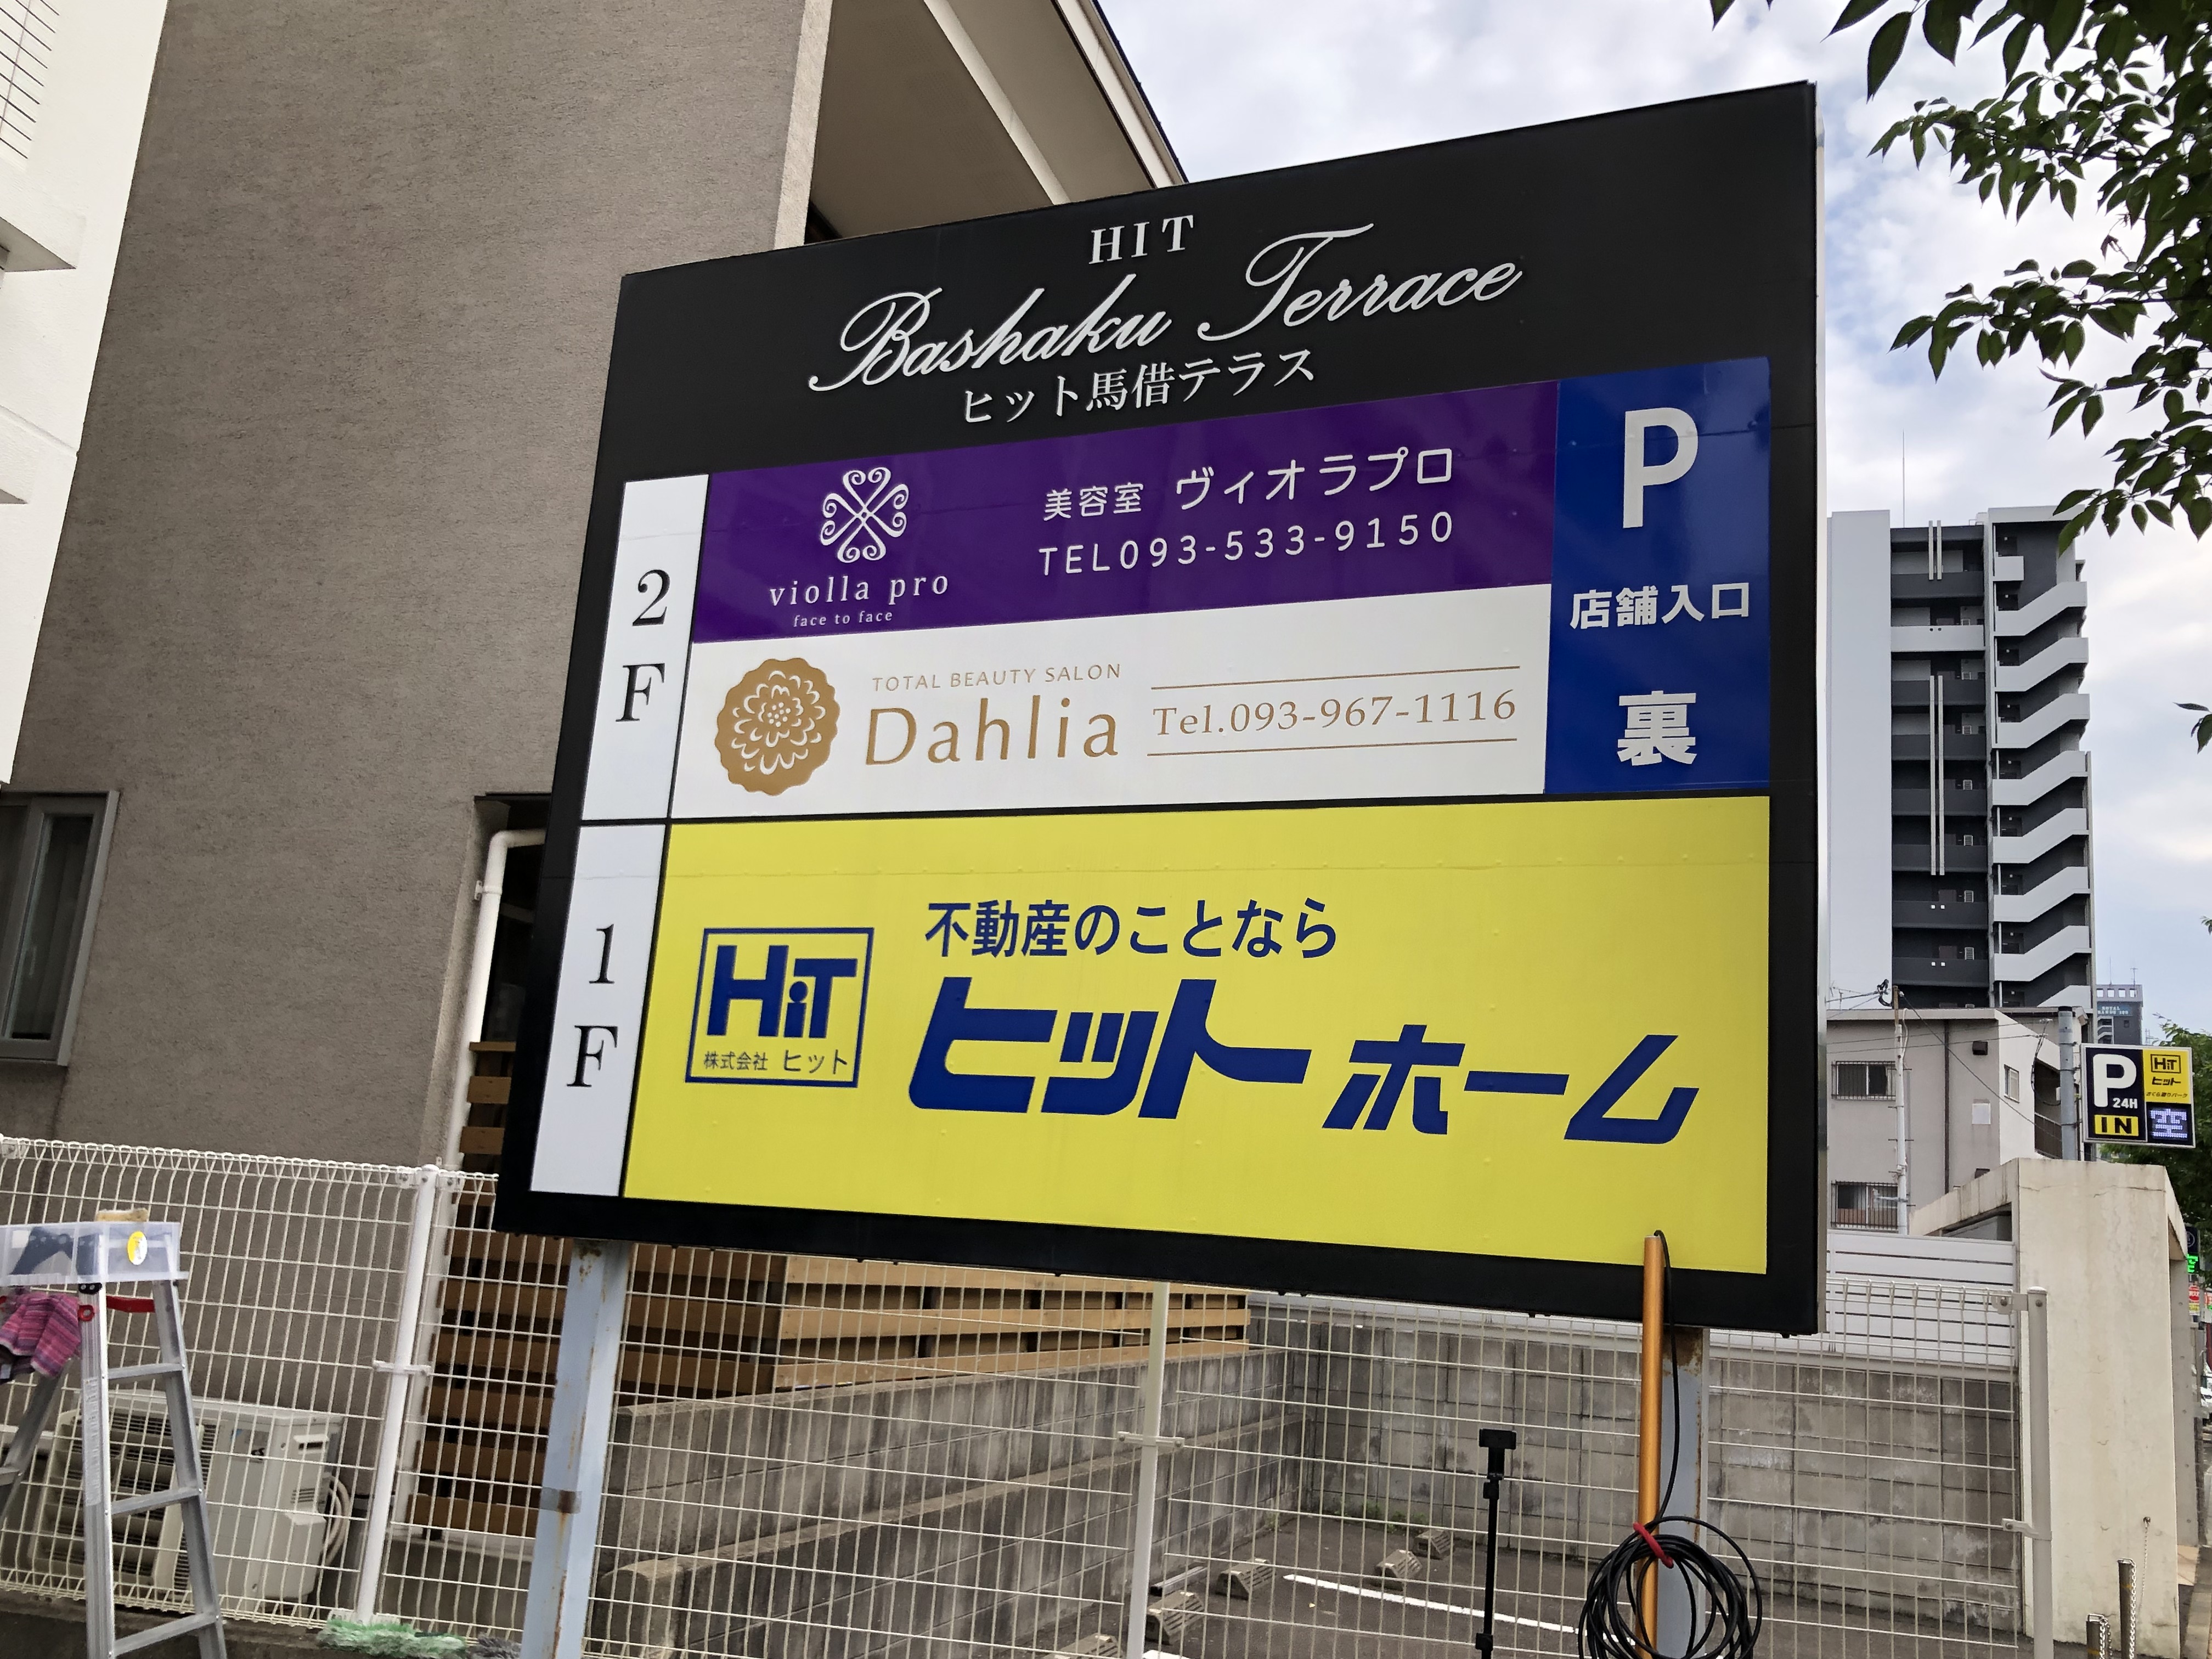 HIT
Bashaku Terrace
ヒット馬借テラス
2F
violla pro
face to face
美容室 ヴィオラプロ
TEL093-533-9150
TOTAL BEAUTY SALON
Dahlia
Tel.093-967-1116
P
店舗入口
裏
1F
HiT
株式会社 ヒット
不動産のことなら
ヒットホーム
P
24H
IN
HiT
ヒット
空